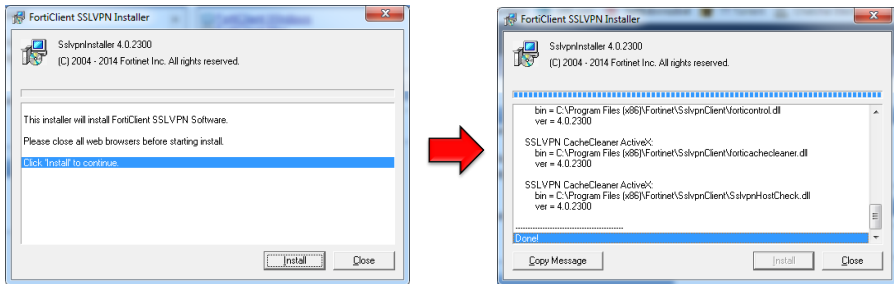 FortiClient SSLVPN Installer
SslvpnInstaller 4.0.2300
(C) 2004 - 2014 Fortinet Inc. All rights reserved.
This installer will install FortiClient SSLVPN Software.
Please close all web browsers before starting install.
Click 'Install' to continue.
Install
Close
FortiClient SSLVPN Installer
SslvpnInstaller 4.0.2300
(C) 2004 - 2014 Fortinet Inc. All rights reserved.
bin = C:\Program Files (x86)\Fortinet\SslvpnClient\forticontrol.dll
ver = 4.0.2300
SSLVPN CacheCleaner ActiveX:
bin = C:\Program Files (x86)\Fortinet\SslvpnClient\forticachecleaner.dll
ver = 4.0.2300
SSLVPN CacheCleaner ActiveX:
bin = C:\Program Files (x86)\Fortinet\SslvpnClient\SslvpnHostCheck.dll
ver = 4.0.2300
----------------------------------------
Done!
Copy Message
Install
Close